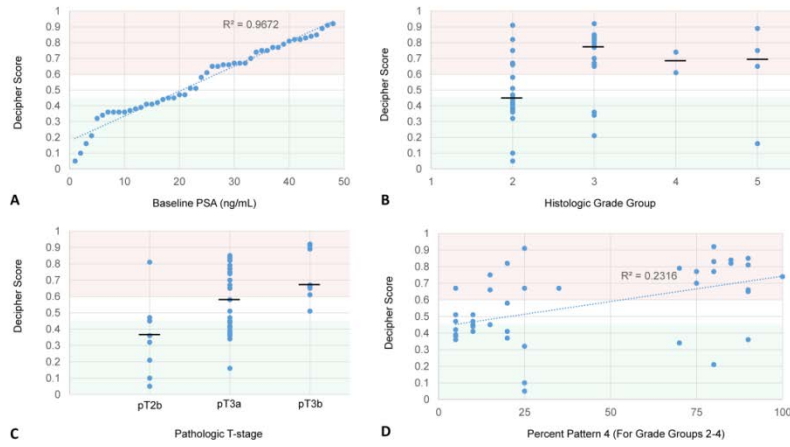 1
0.9
0.8
0.7
0.6
0.5
0.4
0.3
0.2
0.1
0
Decipher Score
R² = 0.9672
0 10 20 30 40 50
Baseline PSA (ng/mL)
A
1
0.9
0.8
0.7
0.6
0.5
0.4
0.3
0.2
0.1
0
Decipher Score
1 2 3 4 5
Histologic Grade Group
B
1
0.9
0.8
0.7
0.6
0.5
0.4
0.3
0.2
0.1
0
Decipher Score
pT2b pT3a pT3b
Pathologic T-stage
C
1
0.9
0.8
0.7
0.6
0.5
0.4
0.3
0.2
0.1
0
Decipher Score
R² = 0.2316
0 20 40 60 80 100
Percent Pattern 4 (For Grade Groups 2-4)
D